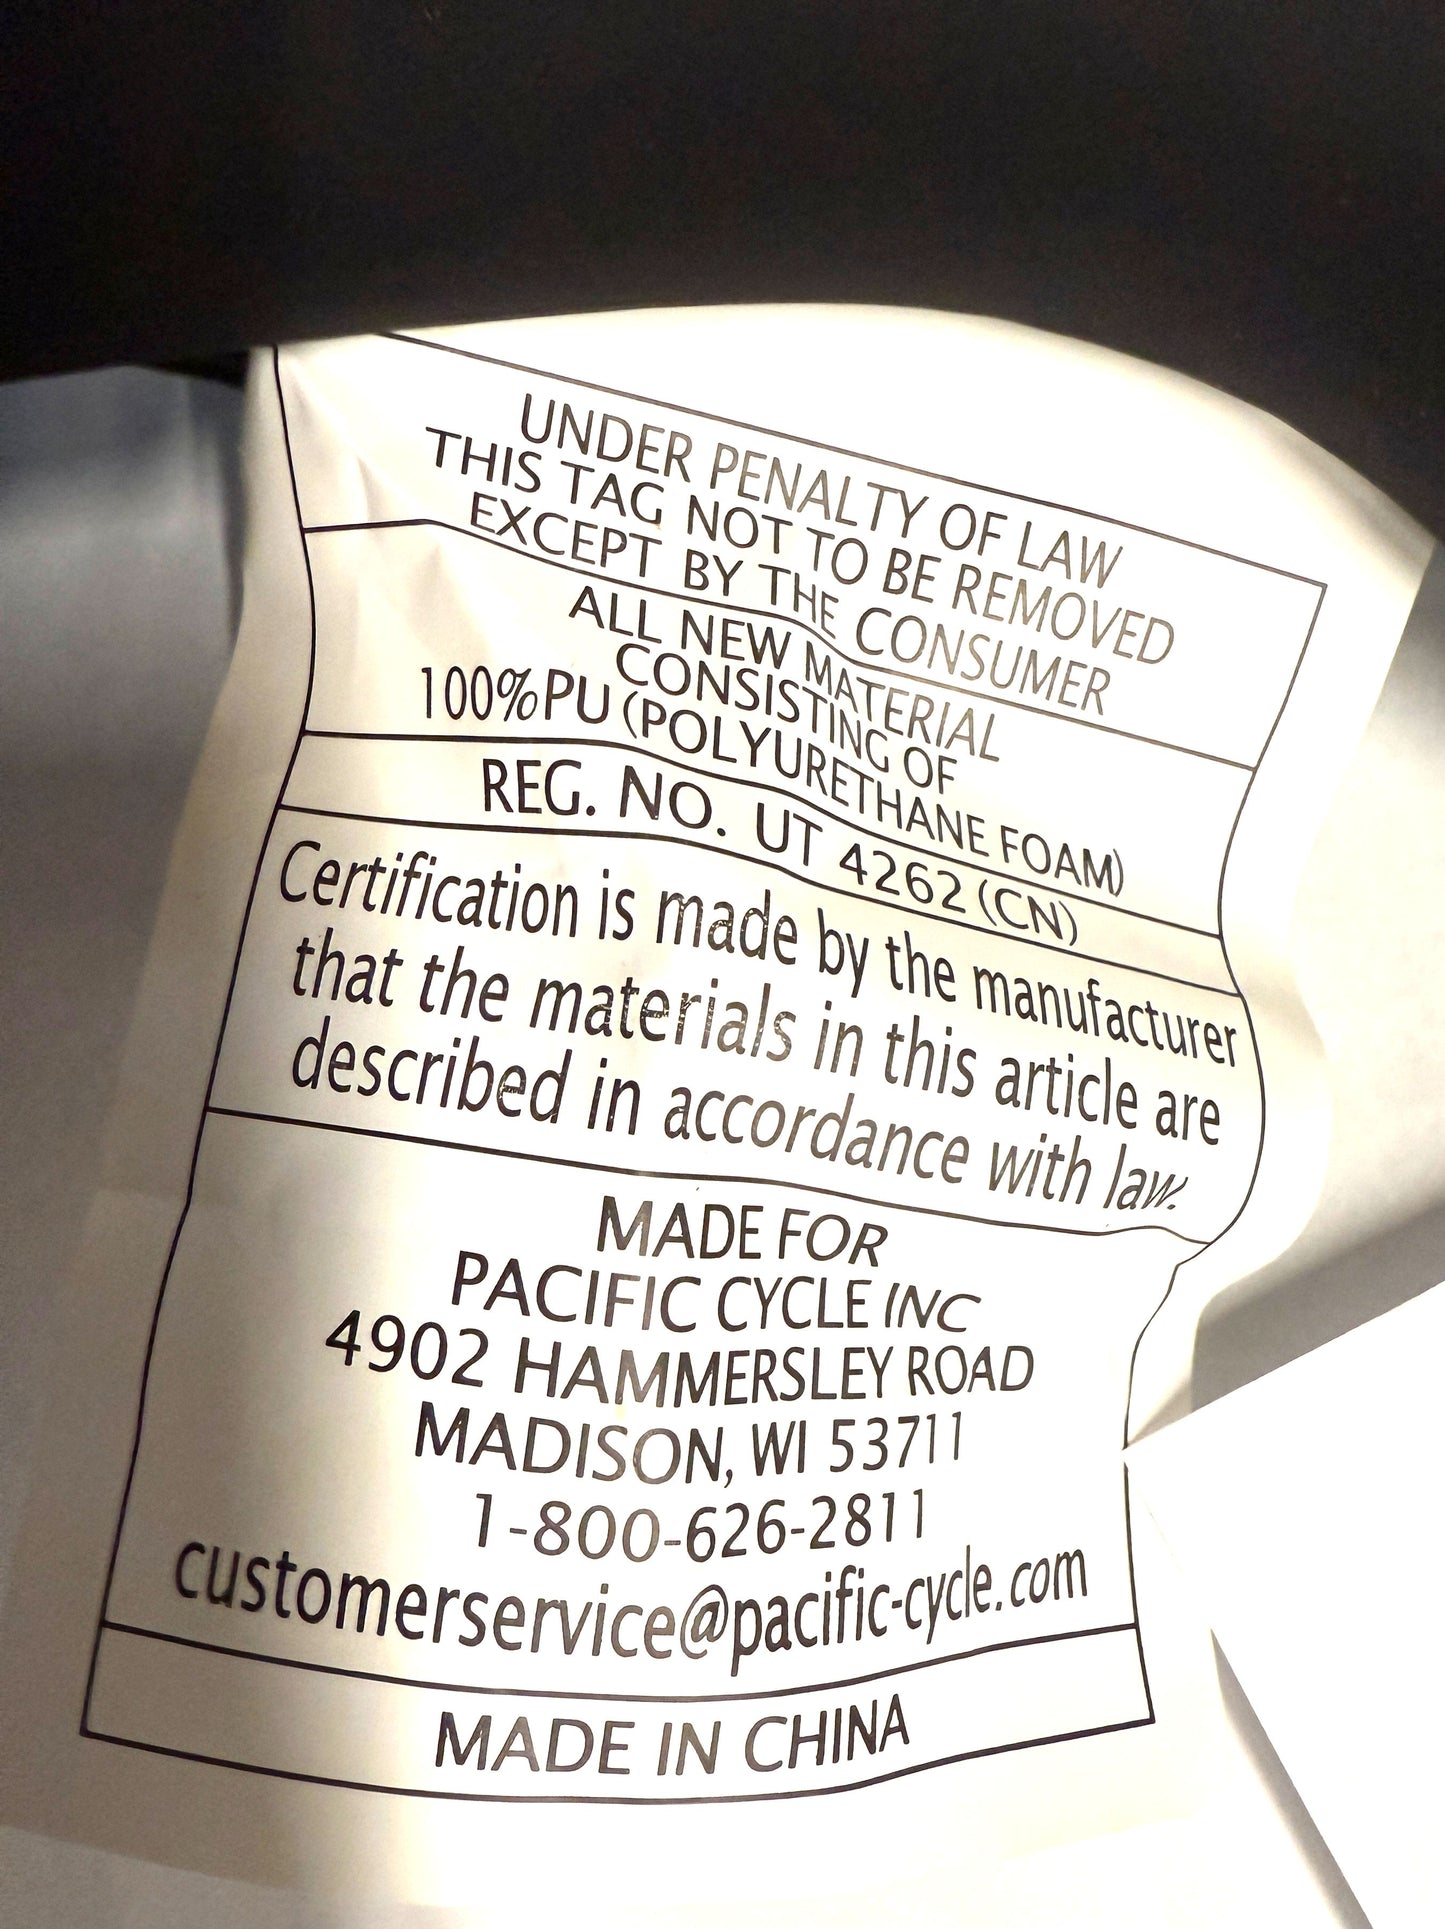 UNDER PENALTY OF LAW
THIS TAG NOT TO BE REMOVED
EXCEPT BY THE CONSUMER
ALL NEW MATERIAL
CONSISTING OF
100%PU (POLYURETHANE FOAM)
REG. NO. UT 4262 (CN)
Certification is made by the manufacturer
that the materials in this article are
described in accordance with law.
MADE FOR
PACIFIC CYCLE INC
4902 HAMMERSLEY ROAD
MADISON, WI 53711
1-800-626-2811
customerservice@pacific-cycle.com
MADE IN CHINA